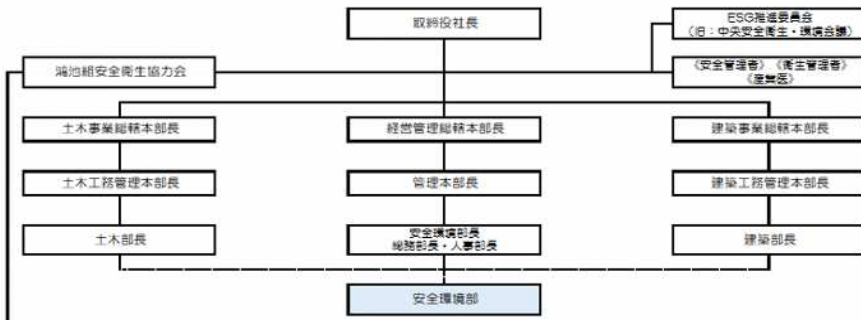 取締役社長
ESG推進委員会
（旧：中央安全衛生・環境会議）
鴻池組安全衛生協力会
《安全管理者》《衛生管理者》
《産業医》
土木事業総轄本部長
経営管理総轄本部長
建築事業総轄本部長
土木工務管理本部長
管理本部長
建築工務管理本部長
土木部長
安全環境部長
総務部長・人事部長
建築部長
安全環境部